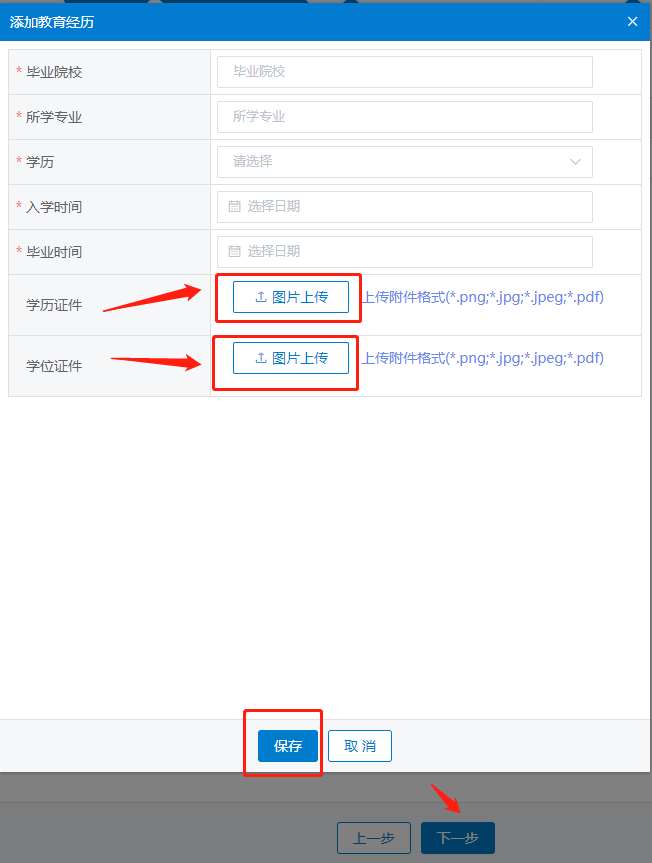 添加教育经历
* 毕业院校 毕业院校
* 所学专业 所学专业
* 学历 请选择
* 入学时间 选择日期
* 毕业时间 选择日期
学历证件 图片上传 上传附件格式(*.png;*.jpg;*.jpeg;*.pdf)
学位证件 图片上传 上传附件格式(*.png;*.jpg;*.jpeg;*.pdf)
保存 取 消
上一步 下一步